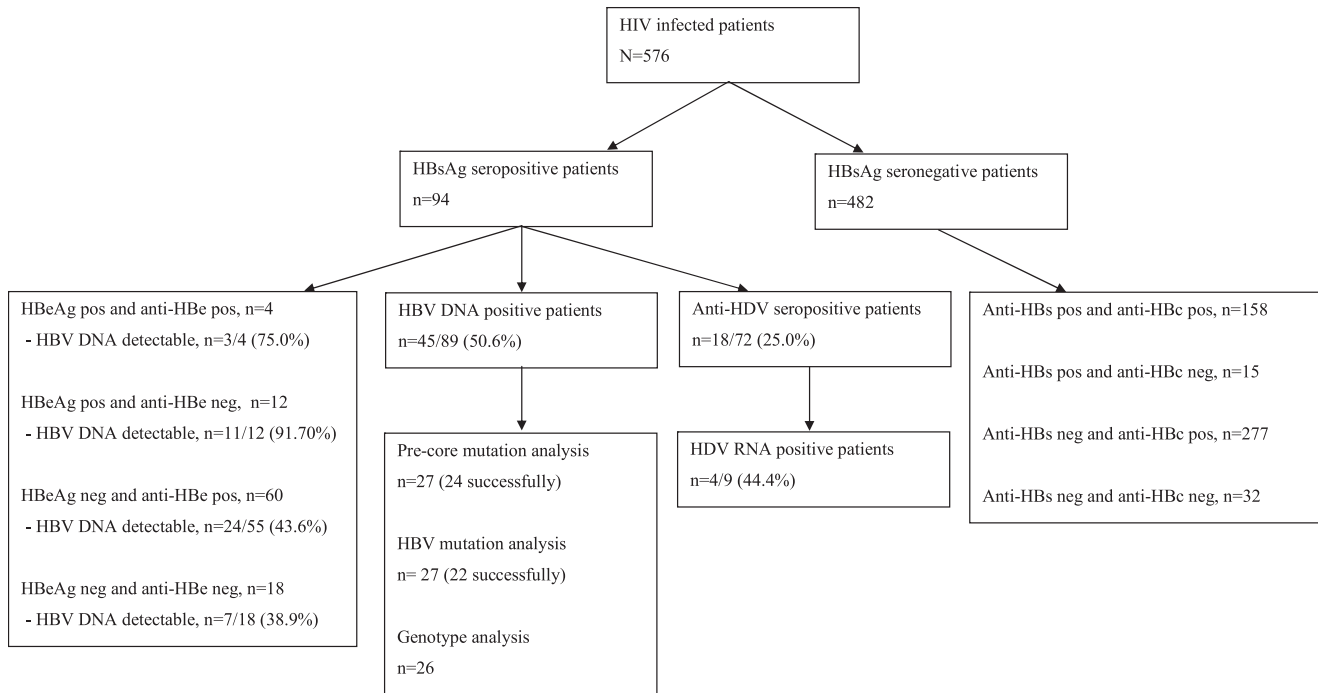 HIV infected patients
N=576
HBsAg seropositive patients
n=94
HBsAg seronegative patients
n=482
HBeAg pos and anti-HBe pos, n=4
- HBV DNA detectable, n=3/4 (75.0%)
HBeAg pos and anti-HBe neg, n=12
- HBV DNA detectable, n=11/12 (91.70%)
HBeAg neg and anti-HBe pos, n=60
- HBV DNA detectable, n=24/55 (43.6%)
HBeAg neg and anti-HBe neg, n=18
- HBV DNA detectable, n=7/18 (38.9%)
HBV DNA positive patients
n=45/89 (50.6%)
Pre-core mutation analysis
n=27 (24 successfully)
HBV mutation analysis
n= 27 (22 successfully)
Genotype analysis
n=26
Anti-HDV seropositive patients
n=18/72 (25.0%)
HDV RNA positive patients
n=4/9 (44.4%)
Anti-HBs pos and anti-HBc pos, n=158
Anti-HBs pos and anti-HBc neg, n=15
Anti-HBs neg and anti-HBc pos, n=277
Anti-HBs neg and anti-HBc neg, n=32